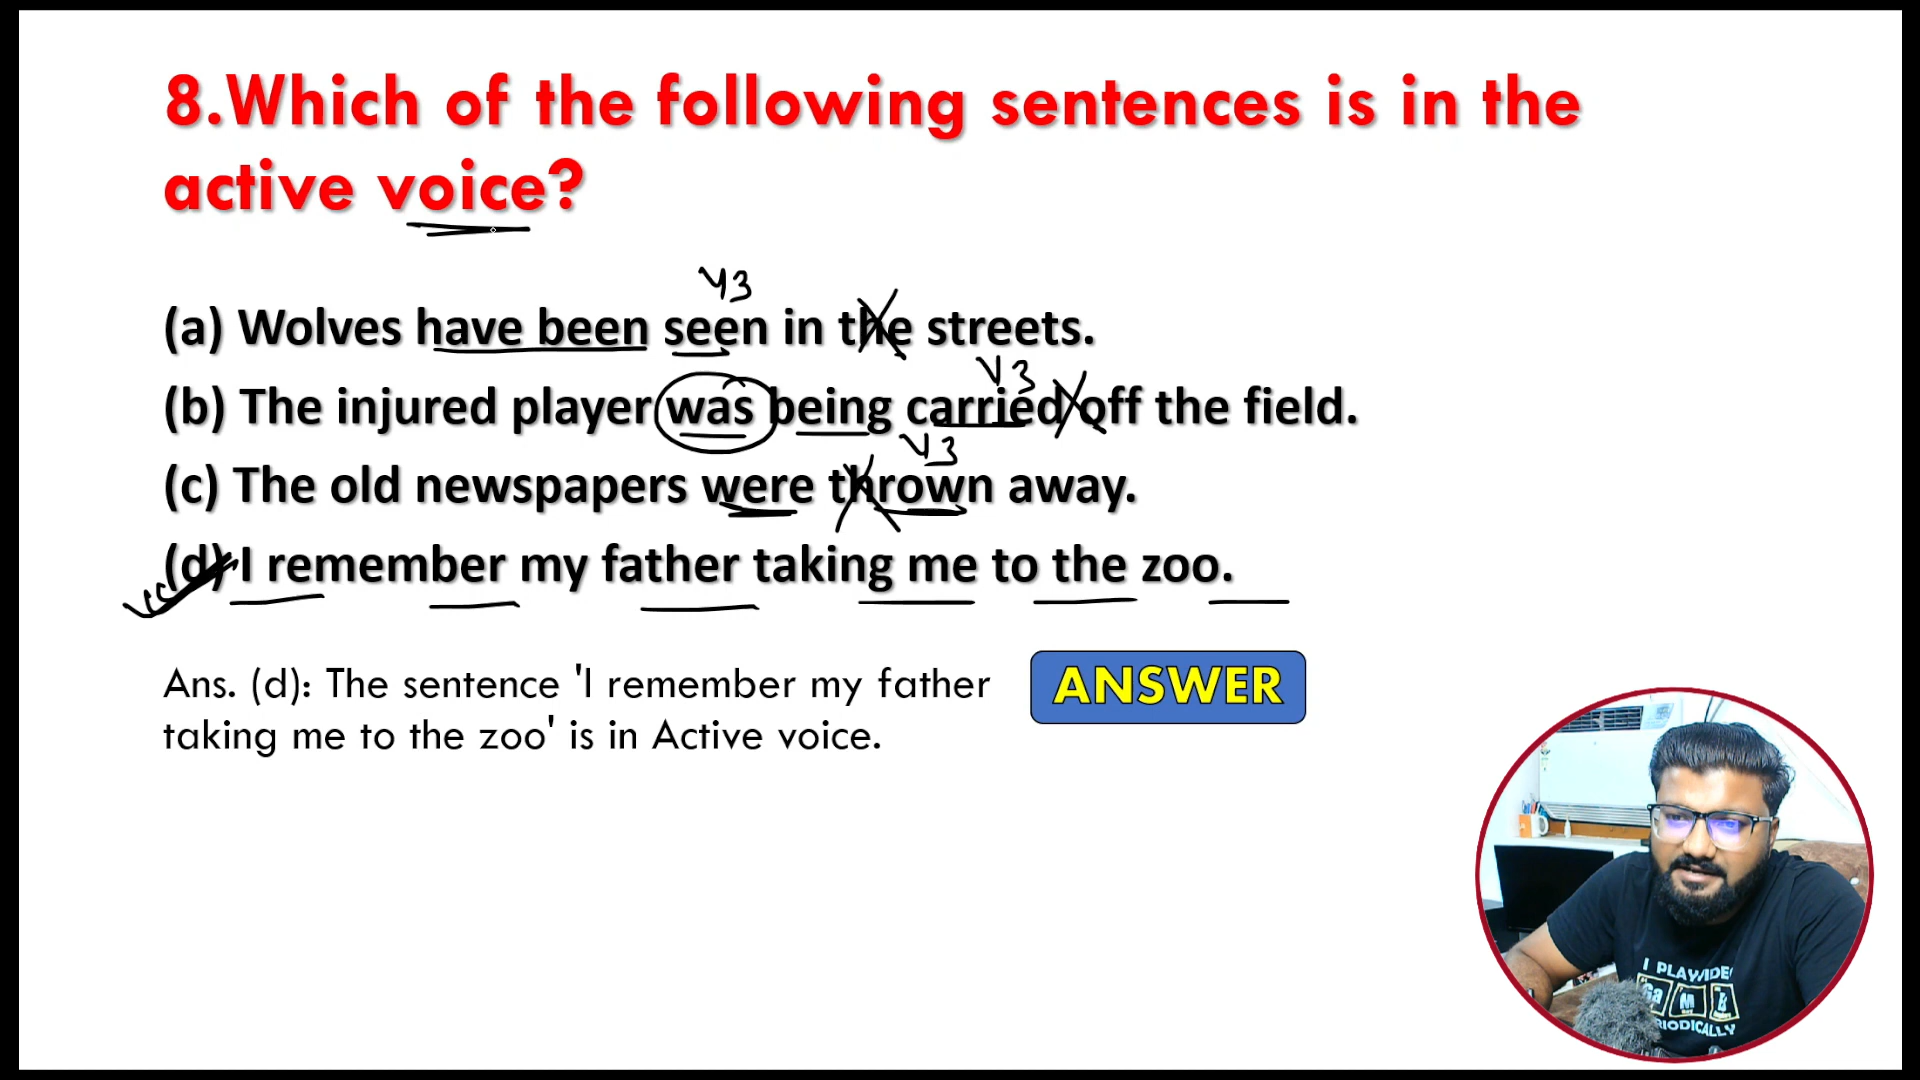 8.Which of the following sentences is in the
active voice?
V3
(a) Wolves have been seen in the streets.
V3
(b) The injured player was being carried off the field.
V3
(c) The old newspapers were thrown away.
(d) I remember my father taking me to the zoo.
Ans. (d): The sentence 'I remember my father
taking me to the zoo' is in Active voice.
ANSWER
I PLAY
Ga M
RIODICALLY